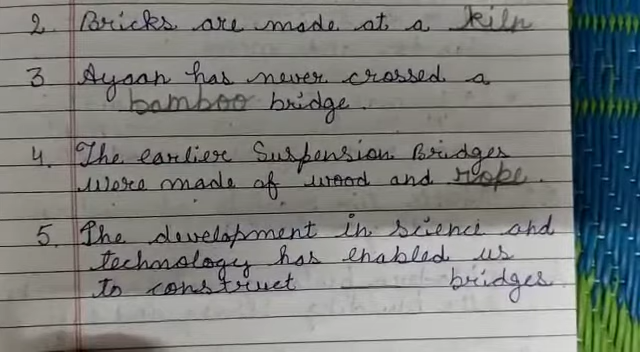 2. Bricks are made at a kiln
3 Ayaan has never crossed a
bamboo bridge.
4. The earlier Suspension Bridges
were made of wood and rope.
5. The development in science and
technology has enabled us
to construct ______ bridges.